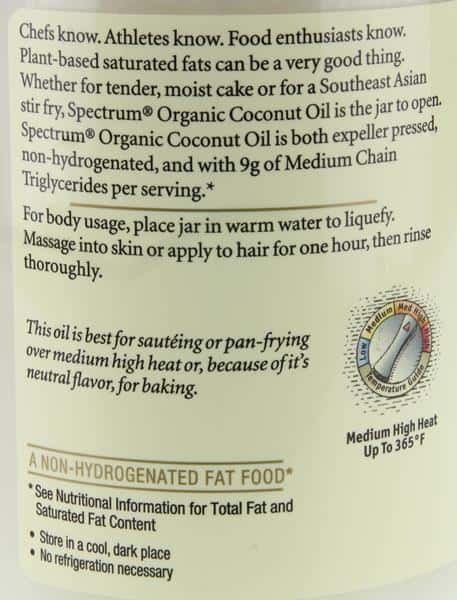 Chefs know. Athletes know. Food enthusiasts know.
Plant-based saturated fats can be a very good thing.
Whether for tender, moist cake or for a Southeast Asian
stir fry, Spectrum® Organic Coconut Oil is the jar to open.
Spectrum® Organic Coconut Oil is both expeller pressed,
non-hydrogenated, and with 9g of Medium Chain
Triglycerides per serving.*
For body usage, place jar in warm water to liquefy.
Massage into skin or apply to hair for one hour, then rinse
thoroughly.
This oil is best for sautéing or pan-frying
over medium high heat or, because of it's
neutral flavor, for baking.
Low Medium Med High High
Temperature Guide
Medium High Heat
Up To 365°F
A NON-HYDROGENATED FAT FOOD*
*See Nutritional Information for Total Fat and
Saturated Fat Content
• Store in a cool, dark place
• No refrigeration necessary